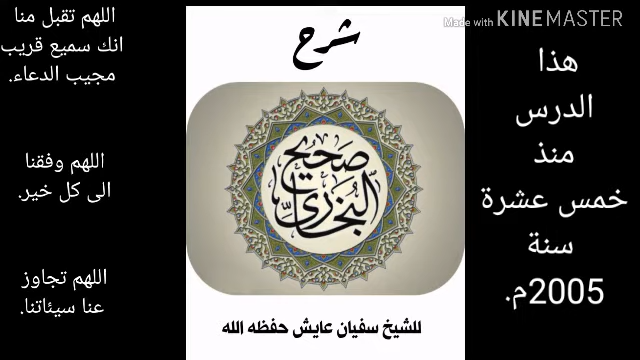 Made with KINEMASTER
شرح
صحيح
البخاري
للشيخ سفيان عايش حفظه الله
هذا
الدرس
منذ
خمس عشرة
سنة
2005م.
اللهم تقبل منا
انك سميع قريب
مجيب الدعاء.
اللهم وفقنا
الى كل خير.
اللهم تجاوز
عنا سيئاتنا.